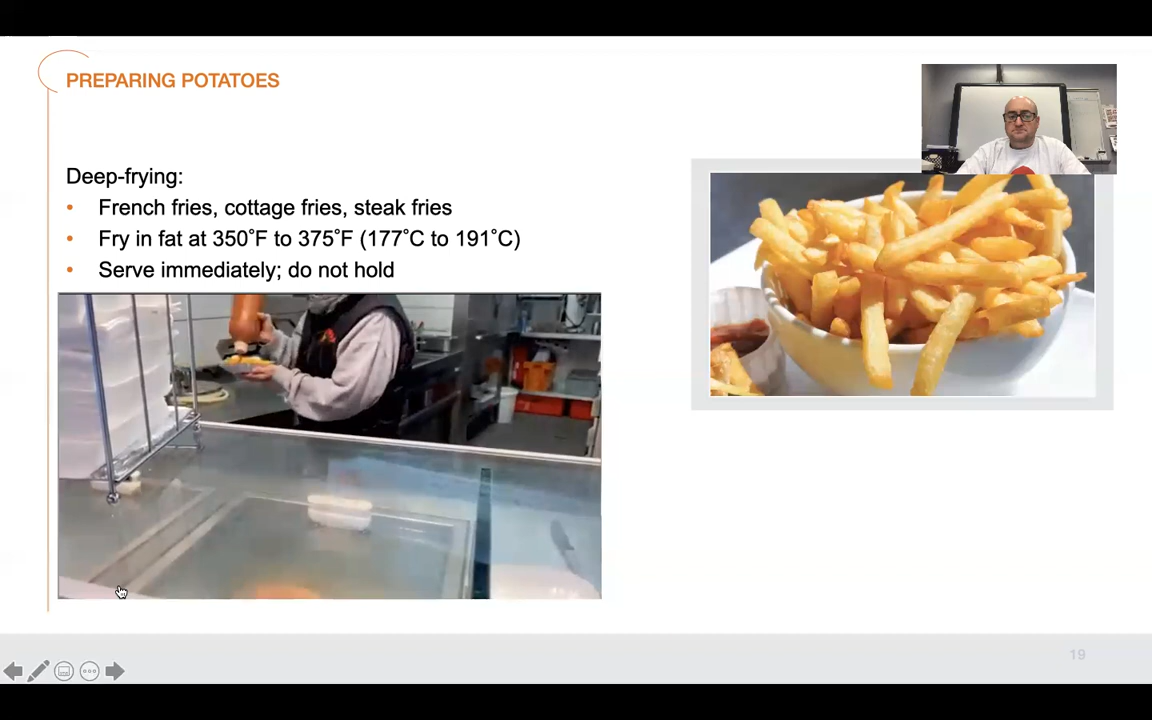 PREPARING POTATOES
Deep-frying:
• French fries, cottage fries, steak fries
• Fry in fat at 350˚F to 375˚F (177˚C to 191˚C)
• Serve immediately; do not hold
19